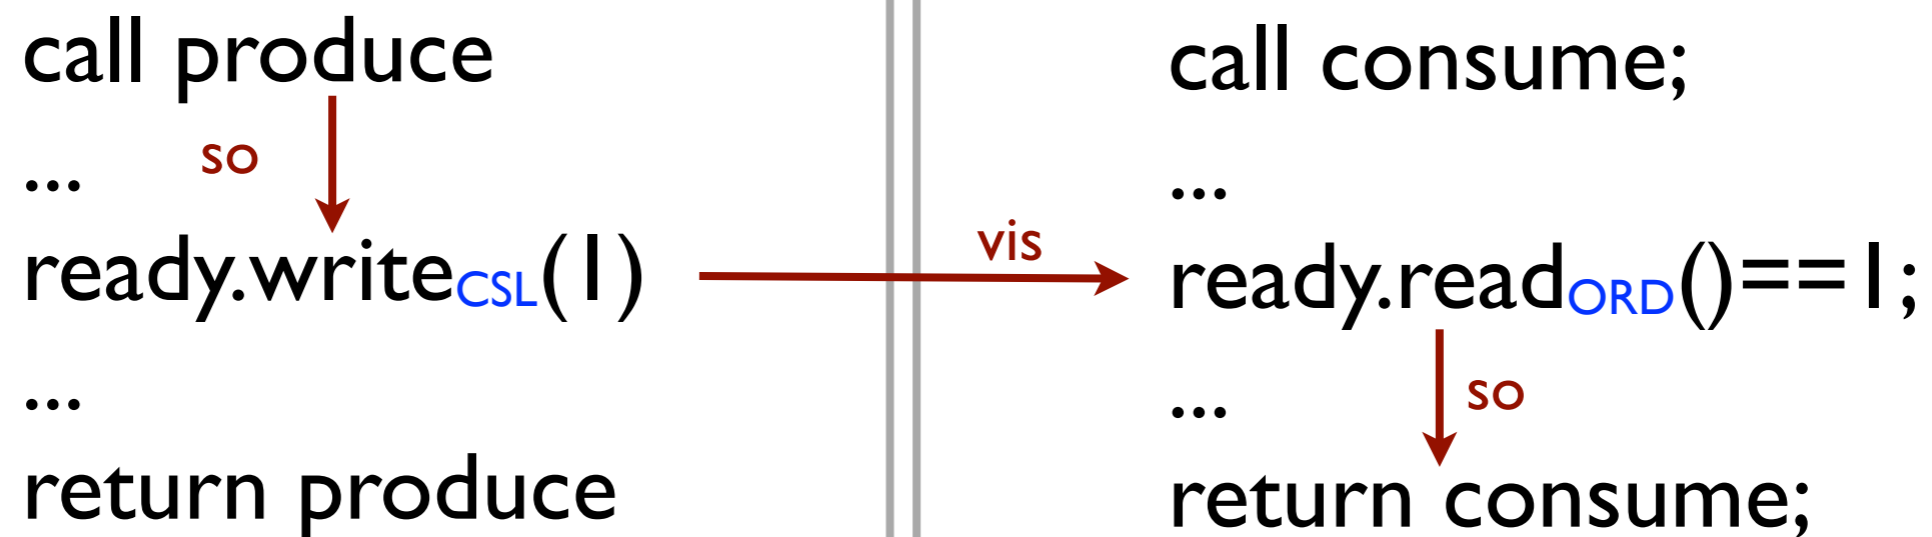 call produce
so
...
ready.writeCSL(1)
...
return produce
vis
call consume;
...
ready.readORD()==1;
so
...
return consume;